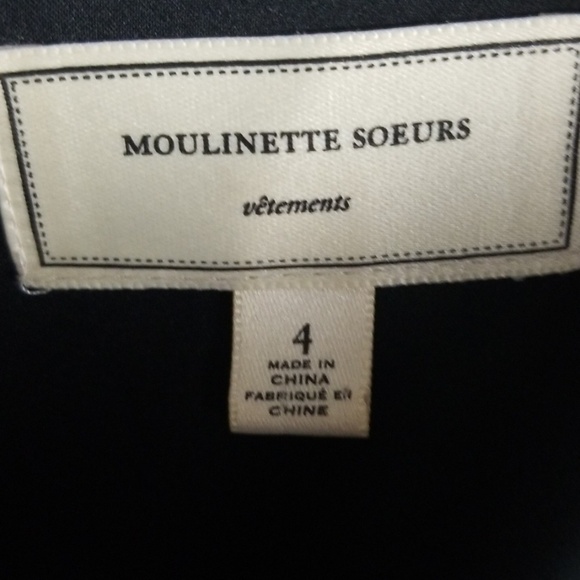 MOULINETTE SOEURS
vêtements
4
MADE IN
CHINA
FABRIQUÉ EN
CHINE